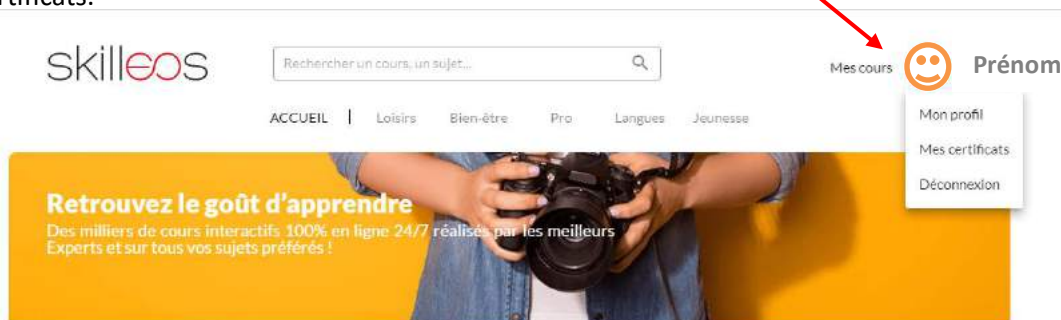 rtificats.
skilleos
Rechercher un cours, un sujet...
Mes cours
Prénom
ACCUEIL | Loisirs Bien-être Pro Langues Jeunesse
Mon profil
Mes certificats
Déconnexion
Retrouvez le goût d'apprendre
Des milliers de cours interactifs 100% en ligne 24/7 réalisés par les meilleurs
Experts et sur tous vos sujets préférés !